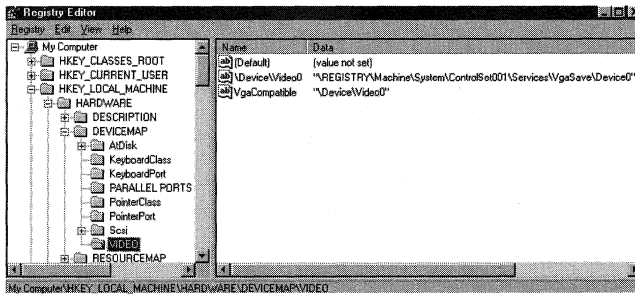 Registry Editor
Registry Edit View Help
My Computer
HKEY_CLASSES_ROOT
HKEY_CURRENT_USER
HKEY_LOCAL_MACHINE
HARDWARE
DESCRIPTION
DEVICEMAP
AtDisk
KeyboardClass
KeyboardPort
PARALLEL PORTS
PointerClass
PointerPort
Scsi
VIDEO
RESOURCEMAP
Name Data
(Default) (value not set)
\Device\Video0 "\REGISTRY\Machine\System\ControlSet001\Services\VgaSave\Device0"
VgaCompatible "\Device\Video0"
My Computer\HKEY_LOCAL_MACHINE\HARDWARE\DEVICEMAP\VIDEO